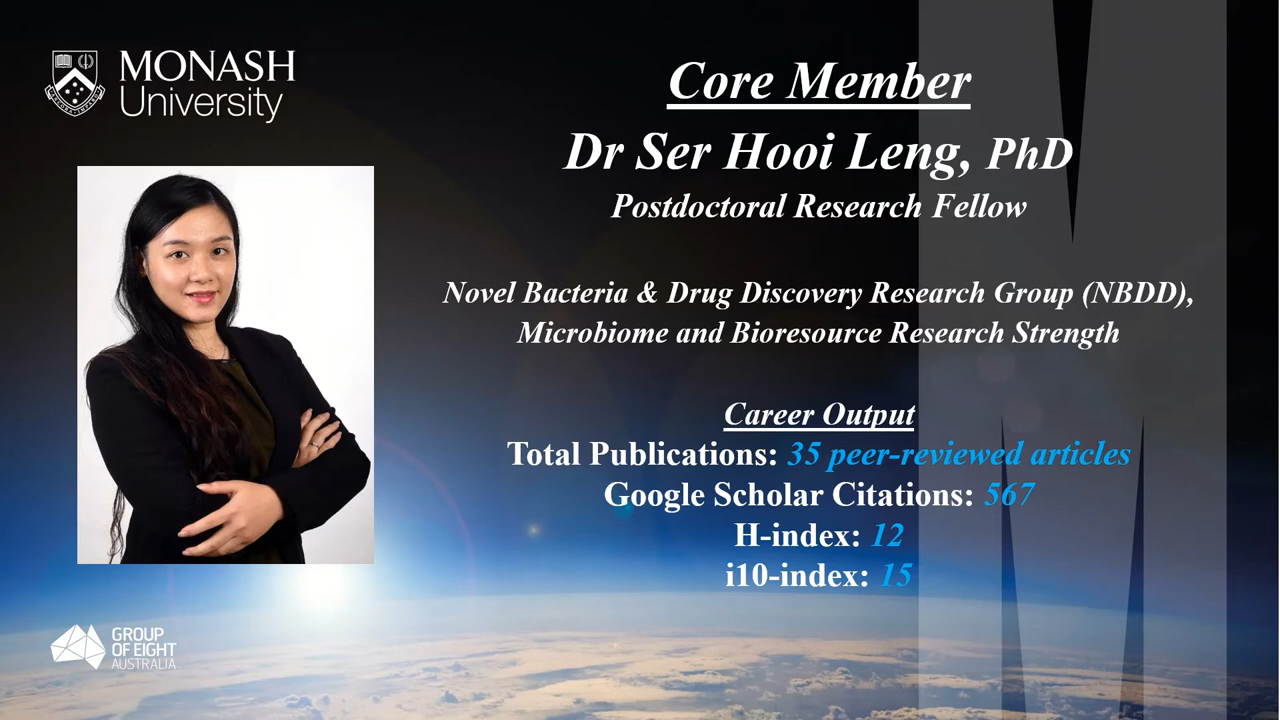 MONASH
University
Core Member
Dr Ser Hooi Leng, PhD
Postdoctoral Research Fellow
Novel Bacteria & Drug Discovery Research Group (NBDD),
Microbiome and Bioresource Research Strength
Career Output
Total Publications: 35 peer-reviewed articles
Google Scholar Citations: 567
H-index: 12
i10-index: 15
GROUP
OF EIGHT
AUSTRALIA